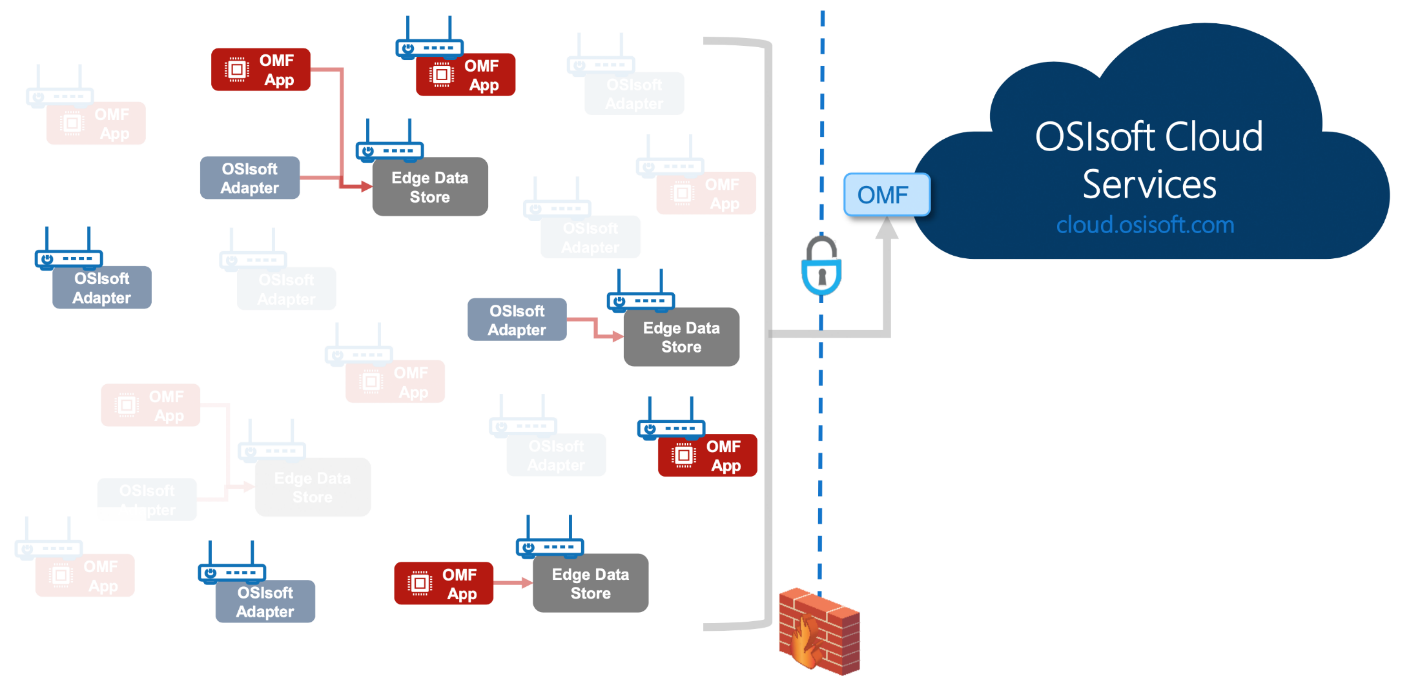 OMF
App
OMF
App
OSIsoft
Adapter
OMF
App
OSIsoft Cloud
Services
cloud.osisoft.com
OMF
OSIsoft
Adapter
Edge Data
Store
OMF
App
OSIsoft
Adapter
OSIsoft
Adapter
OSIsoft
Adapter
OSIsoft
Adapter
Edge Data
Store
OMF
App
OMF
App
OSIsoft
Adapter
OMF
App
Edge Data
Store
OSIsoft
Adapter
OMF
App
OSIsoft
Adapter
OMF
App
Edge Data
Store